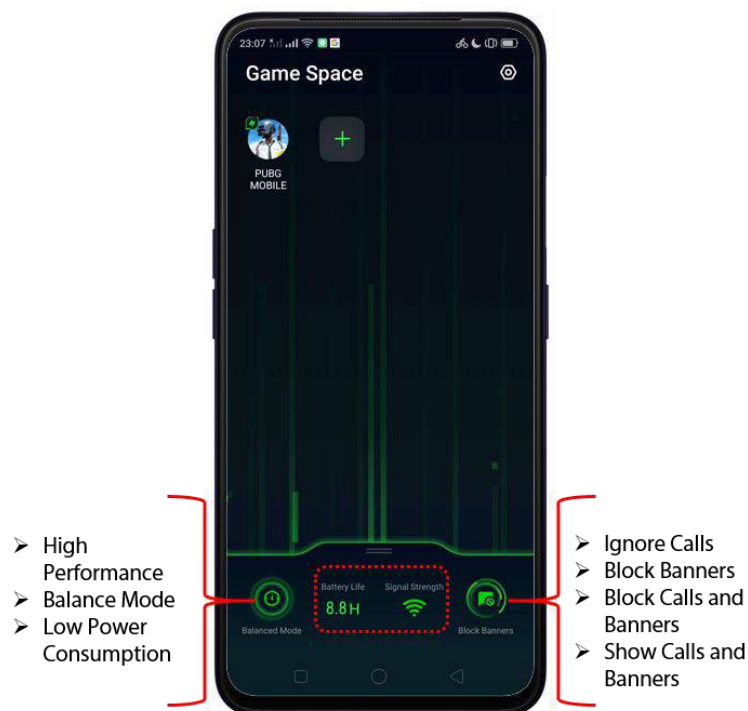 23:07
Game Space
PUBG
MOBILE
Battery Life
Signal Strength
8.8H
Balanced Mode
Block Banners
➢ High
Performance
➢ Balance Mode
➢ Low Power
Consumption
➢ Ignore Calls
➢ Block Banners
➢ Block Calls and
Banners
➢ Show Calls and
Banners